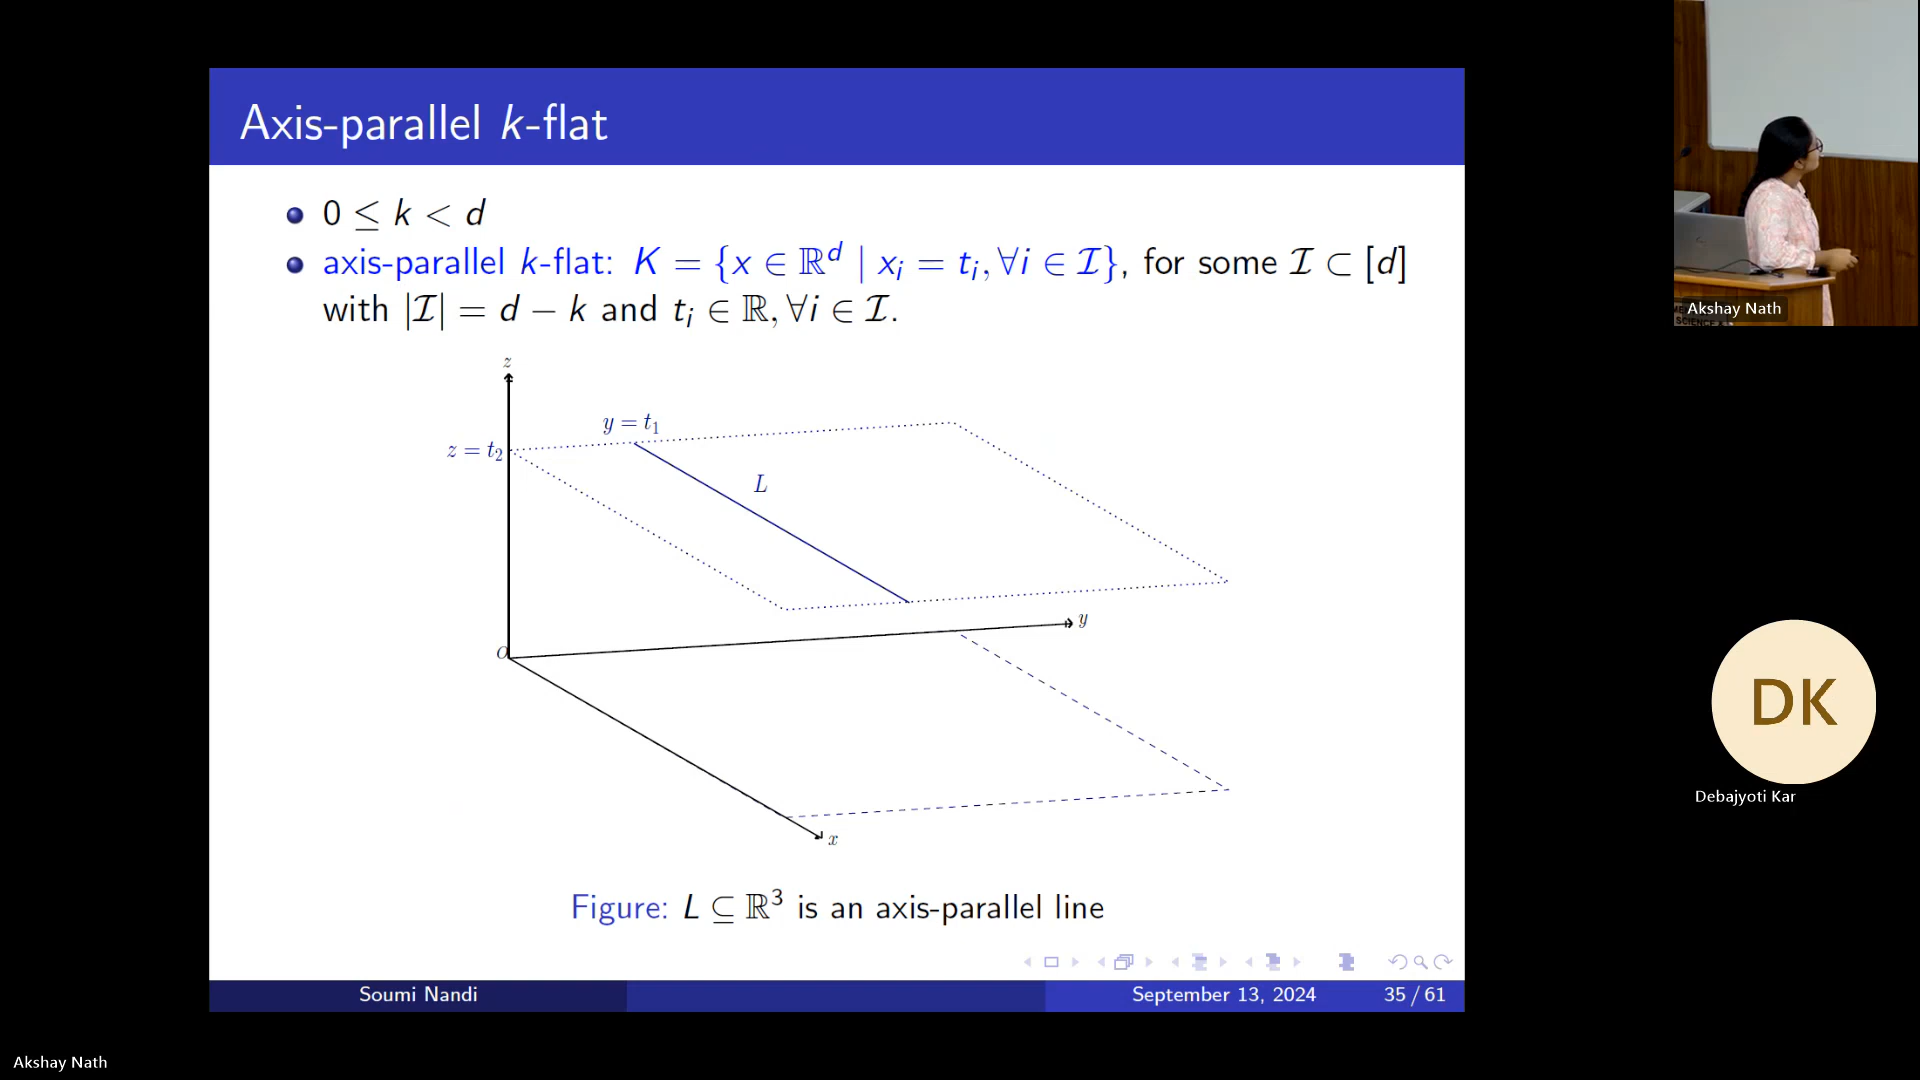 Axis-parallel k-flat
0 ≤ k < d
axis-parallel k-flat: K = {x ∈ ℝᵈ | xᵢ = tᵢ, ∀i ∈ 𝓘}, for some 𝓘 ⊂ [d]
with |𝓘| = d − k and tᵢ ∈ ℝ, ∀i ∈ 𝓘.
z
y = t₁
z = t₂
L
y
O
x
Figure: L ⊆ ℝ³ is an axis-parallel line
Soumi Nandi
September 13, 2024
35 / 61
Akshay Nath
SCIENCE
DK
Debajyoti Kar
Akshay Nath